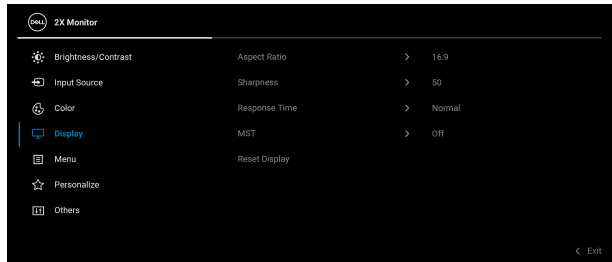 DELL 2X Monitor
Brightness/Contrast Aspect Ratio 16:9
Input Source Sharpness 50
Color Response Time Normal
Display MST Off
Menu Reset Display
Personalize
Others
Exit